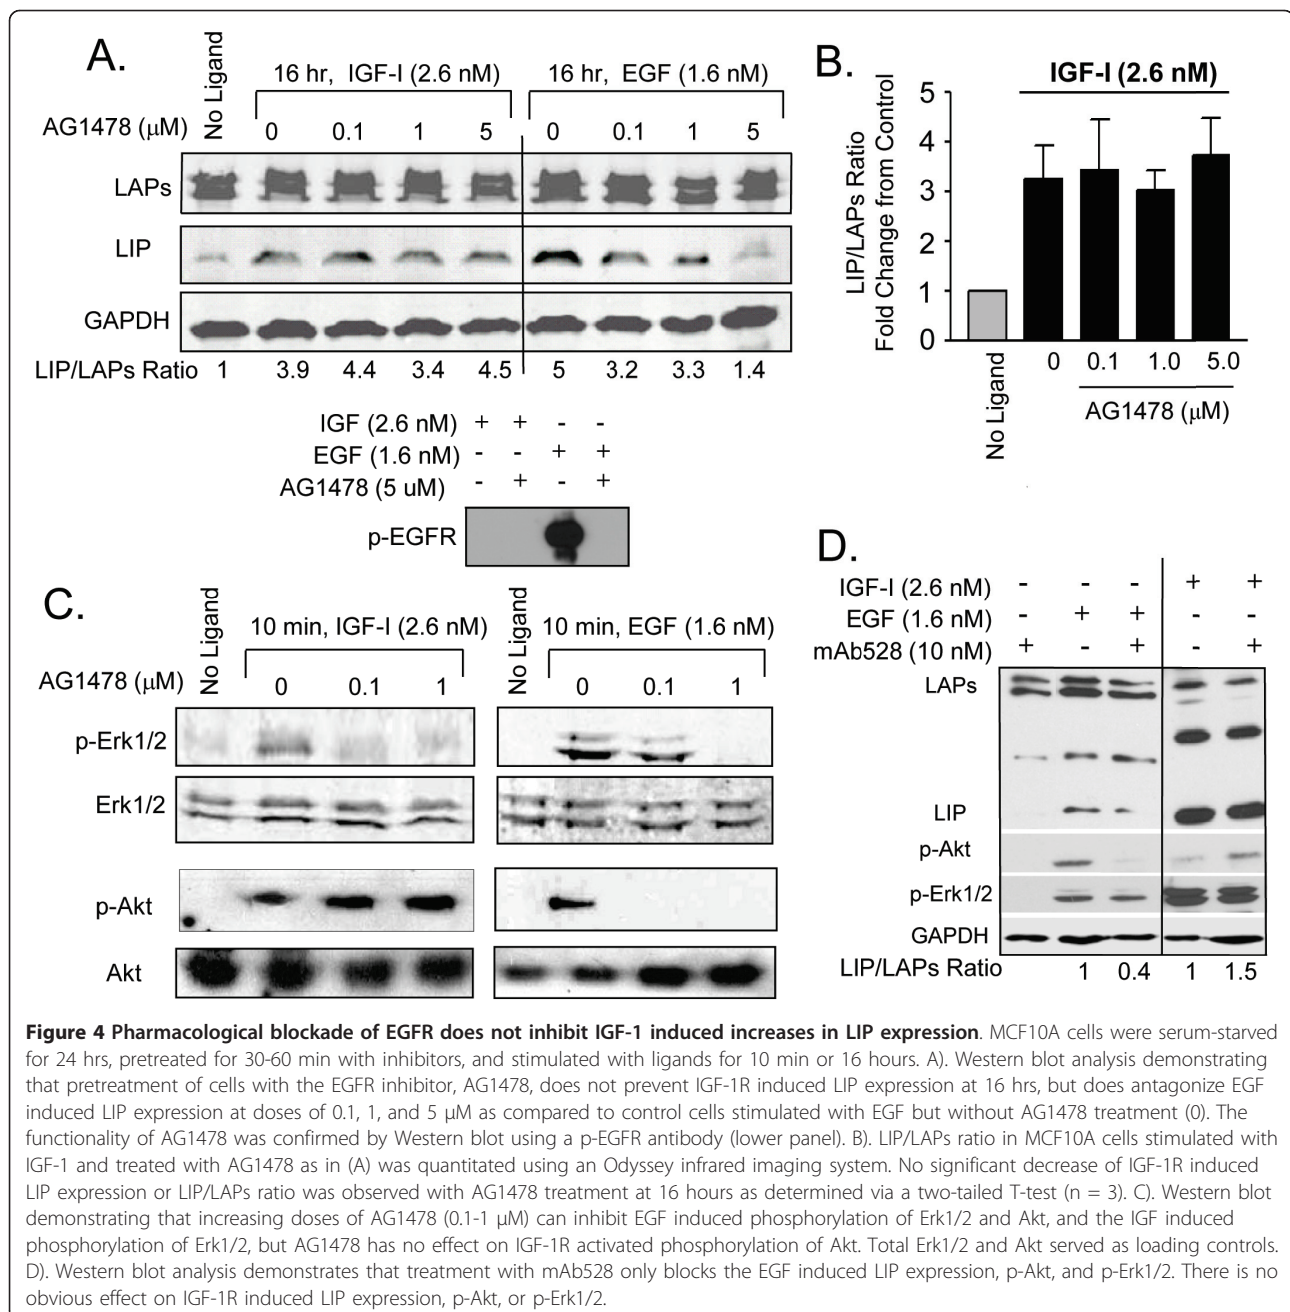 A.
No Ligand
16 hr, IGF-I (2.6 nM)
16 hr, EGF (1.6 nM)
AG1478 (μM)
0 0.1 1 5 0 0.1 1 5
LAPs
LIP
GAPDH
LIP/LAPs Ratio 1 3.9 4.4 3.4 4.5 5 3.2 3.3 1.4
IGF (2.6 nM) + + - -
EGF (1.6 nM) - - + +
AG1478 (5 uM) - + - +
p-EGFR
B.
IGF-I (2.6 nM)
LIP/LAPs Ratio
Fold Change from Control
5
4
3
2
1
0
No Ligand
0 0.1 1.0 5.0
AG1478 (μM)
C.
No Ligand
10 min, IGF-I (2.6 nM)
No Ligand
10 min, EGF (1.6 nM)
AG1478 (μM)
0 0.1 1 0 0.1 1
p-Erk1/2
Erk1/2
p-Akt
Akt
D.
IGF-I (2.6 nM) - - - + +
EGF (1.6 nM) - + + - -
mAb528 (10 nM) + - + - +
LAPs
LIP
p-Akt
p-Erk1/2
GAPDH
LIP/LAPs Ratio 1 0.4 1 1.5
Figure 4 Pharmacological blockade of EGFR does not inhibit IGF-1 induced increases in LIP expression. MCF10A cells were serum-starved
for 24 hrs, pretreated for 30-60 min with inhibitors, and stimulated with ligands for 10 min or 16 hours. A). Western blot analysis demonstrating
that pretreatment of cells with the EGFR inhibitor, AG1478, does not prevent IGF-1R induced LIP expression at 16 hrs, but does antagonize EGF
induced LIP expression at doses of 0.1, 1, and 5 μM as compared to control cells stimulated with EGF but without AG1478 treatment (0). The
functionality of AG1478 was confirmed by Western blot using a p-EGFR antibody (lower panel). B). LIP/LAPs ratio in MCF10A cells stimulated with
IGF-1 and treated with AG1478 as in (A) was quantitated using an Odyssey infrared imaging system. No significant decrease of IGF-1R induced
LIP expression or LIP/LAPs ratio was observed with AG1478 treatment at 16 hours as determined via a two-tailed T-test (n = 3). C). Western blot
demonstrating that increasing doses of AG1478 (0.1-1 μM) can inhibit EGF induced phosphorylation of Erk1/2 and Akt, and the IGF induced
phosphorylation of Erk1/2, but AG1478 has no effect on IGF-1R activated phosphorylation of Akt. Total Erk1/2 and Akt served as loading controls.
D). Western blot analysis demonstrates that treatment with mAb528 only blocks the EGF induced LIP expression, p-Akt, and p-Erk1/2. There is no
obvious effect on IGF-1R induced LIP expression, p-Akt, or p-Erk1/2.